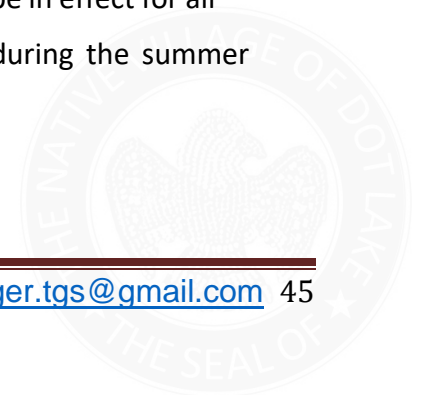 be in effect for all
during the summer
THE NATIVE VILLAGE OF DOT LAKE
ger.tgs@gmail.com 45
THE SEAL OF